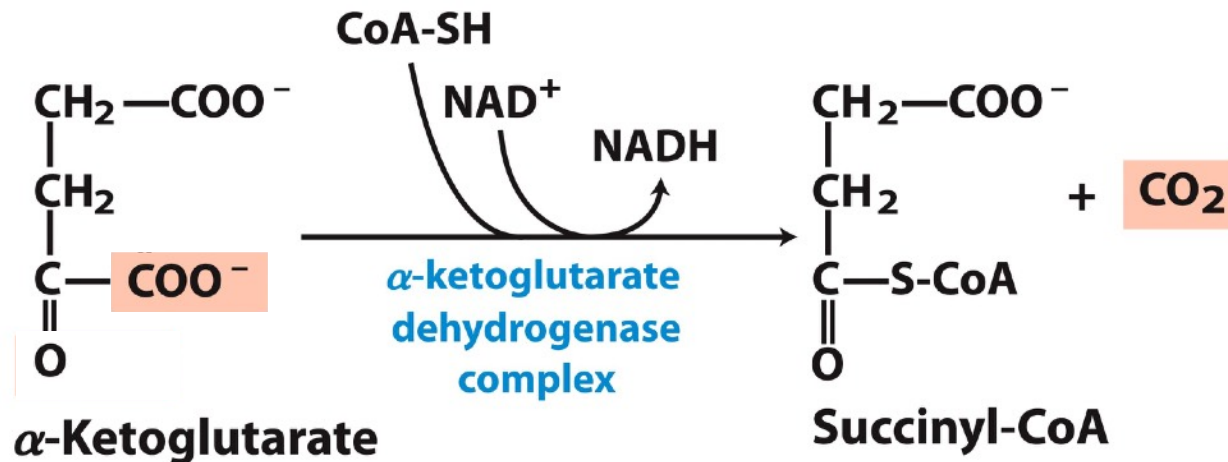 CoA-SH
NAD⁺
NADH
CH₂—COO⁻
CH₂
C—COO⁻
O
α-Ketoglutarate
α-ketoglutarate
dehydrogenase
complex
CH₂—COO⁻
CH₂
C—S-CoA
O
Succinyl-CoA
+ CO₂